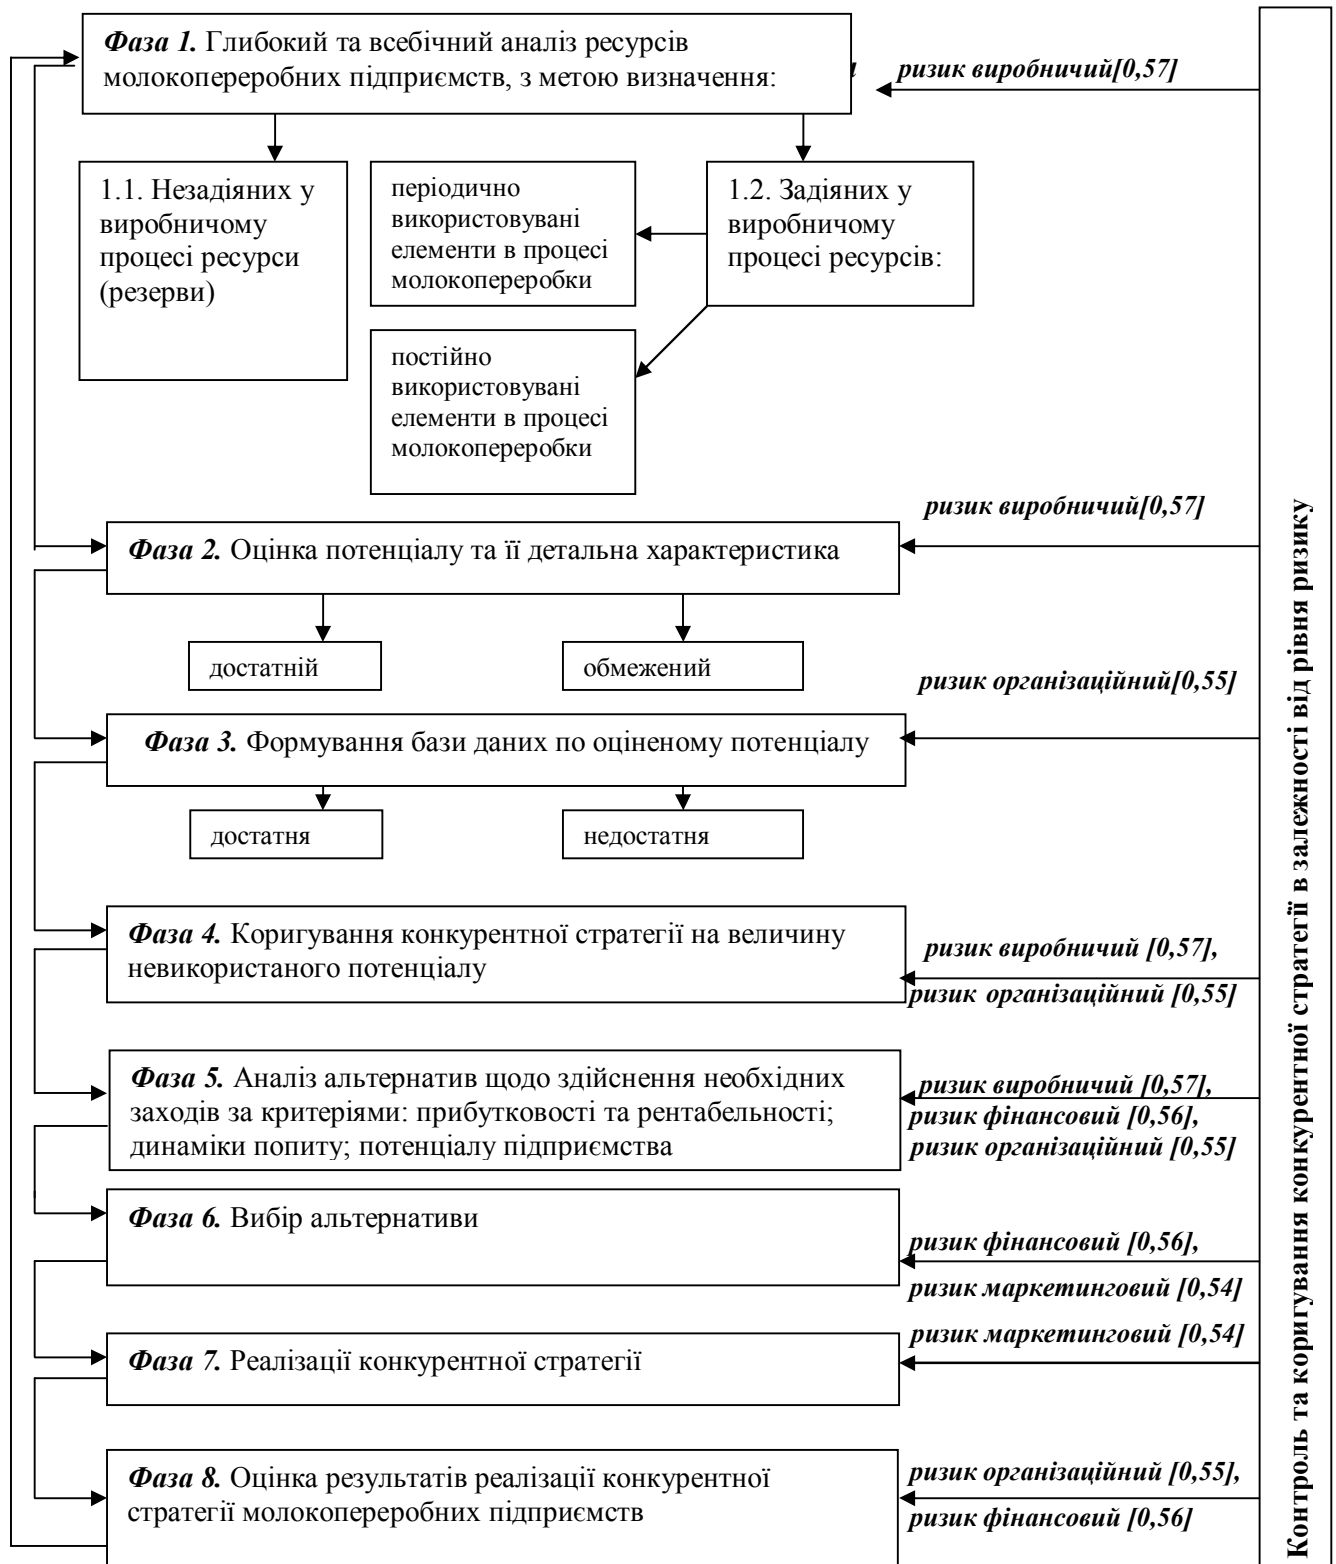 Фаза 1. Глибокий та всебічний аналіз ресурсів
молокопереробних підприємств, з метою визначення:
ризик виробничий[0,57]
1.1. Незадіяних у
виробничому
процесі ресурси
(резерви)
періодично
використовувані
елементи в процесі
молокопереробки
1.2. Задіяних у
виробничому
процесі ресурсів:
постійно
використовувані
елементи в процесі
молокопереробки
ризик виробничий[0,57]
Фаза 2. Оцінка потенціалу та її детальна характеристика
достатній
обмежений
ризик організаційний[0,55]
Фаза 3. Формування бази даних по оціненому потенціалу
достатня
недостатня
Фаза 4. Коригування конкурентної стратегії на величину
невикористаного потенціалу
ризик виробничий [0,57],
ризик організаційний [0,55]
Фаза 5. Аналіз альтернатив щодо здійснення необхідних
заходів за критеріями: прибутковості та рентабельності;
динаміки попиту; потенціалу підприємства
ризик виробничий [0,57],
ризик фінансовий [0,56],
ризик організаційний [0,55]
Фаза 6. Вибір альтернативи
ризик фінансовий [0,56],
ризик маркетинговий [0,54]
Фаза 7. Реалізації конкурентної стратегії
ризик маркетинговий [0,54]
Фаза 8. Оцінка результатів реалізації конкурентної
стратегії молокопереробних підприємств
ризик організаційний [0,55],
ризик фінансовий [0,56]
Контроль та коригування конкурентної стратегії в залежності від рівня ризику